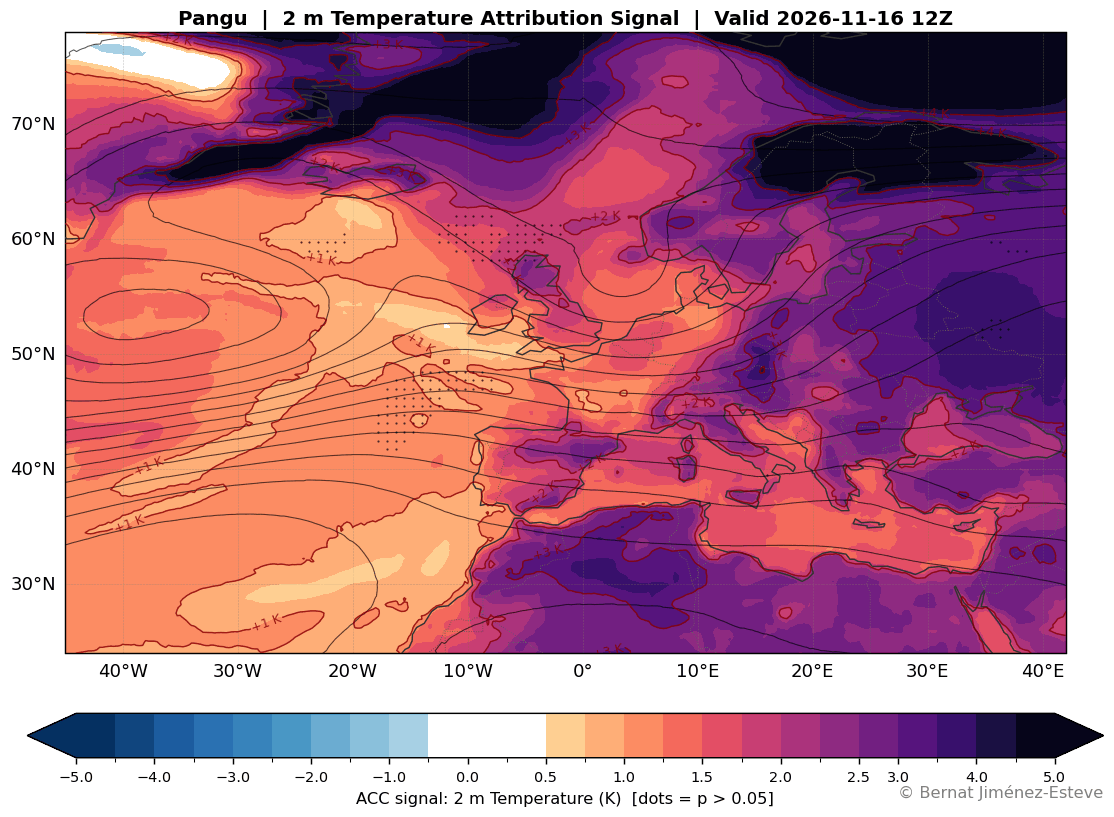 Pangu | 2 m Temperature Attribution Signal | Valid 2026-11-16 12Z
70°N
60°N
50°N
40°N
30°N
40°W
30°W
20°W
10°W
0°
10°E
20°E
30°E
40°E
+2 K
+2 K
+2 K
+1 K
+1 K
+1 K
+1 K
+1 K
+2 K
+2 K
+2 K
−5.0
−4.0
−3.0
−2.0
−1.0
0.0
0.5
1.0
1.5
2.0
2.5
3.0
4.0
5.0
ACC signal: 2 m Temperature (K) [dots = p > 0.05]
© Bernat Jiménez-Esteve